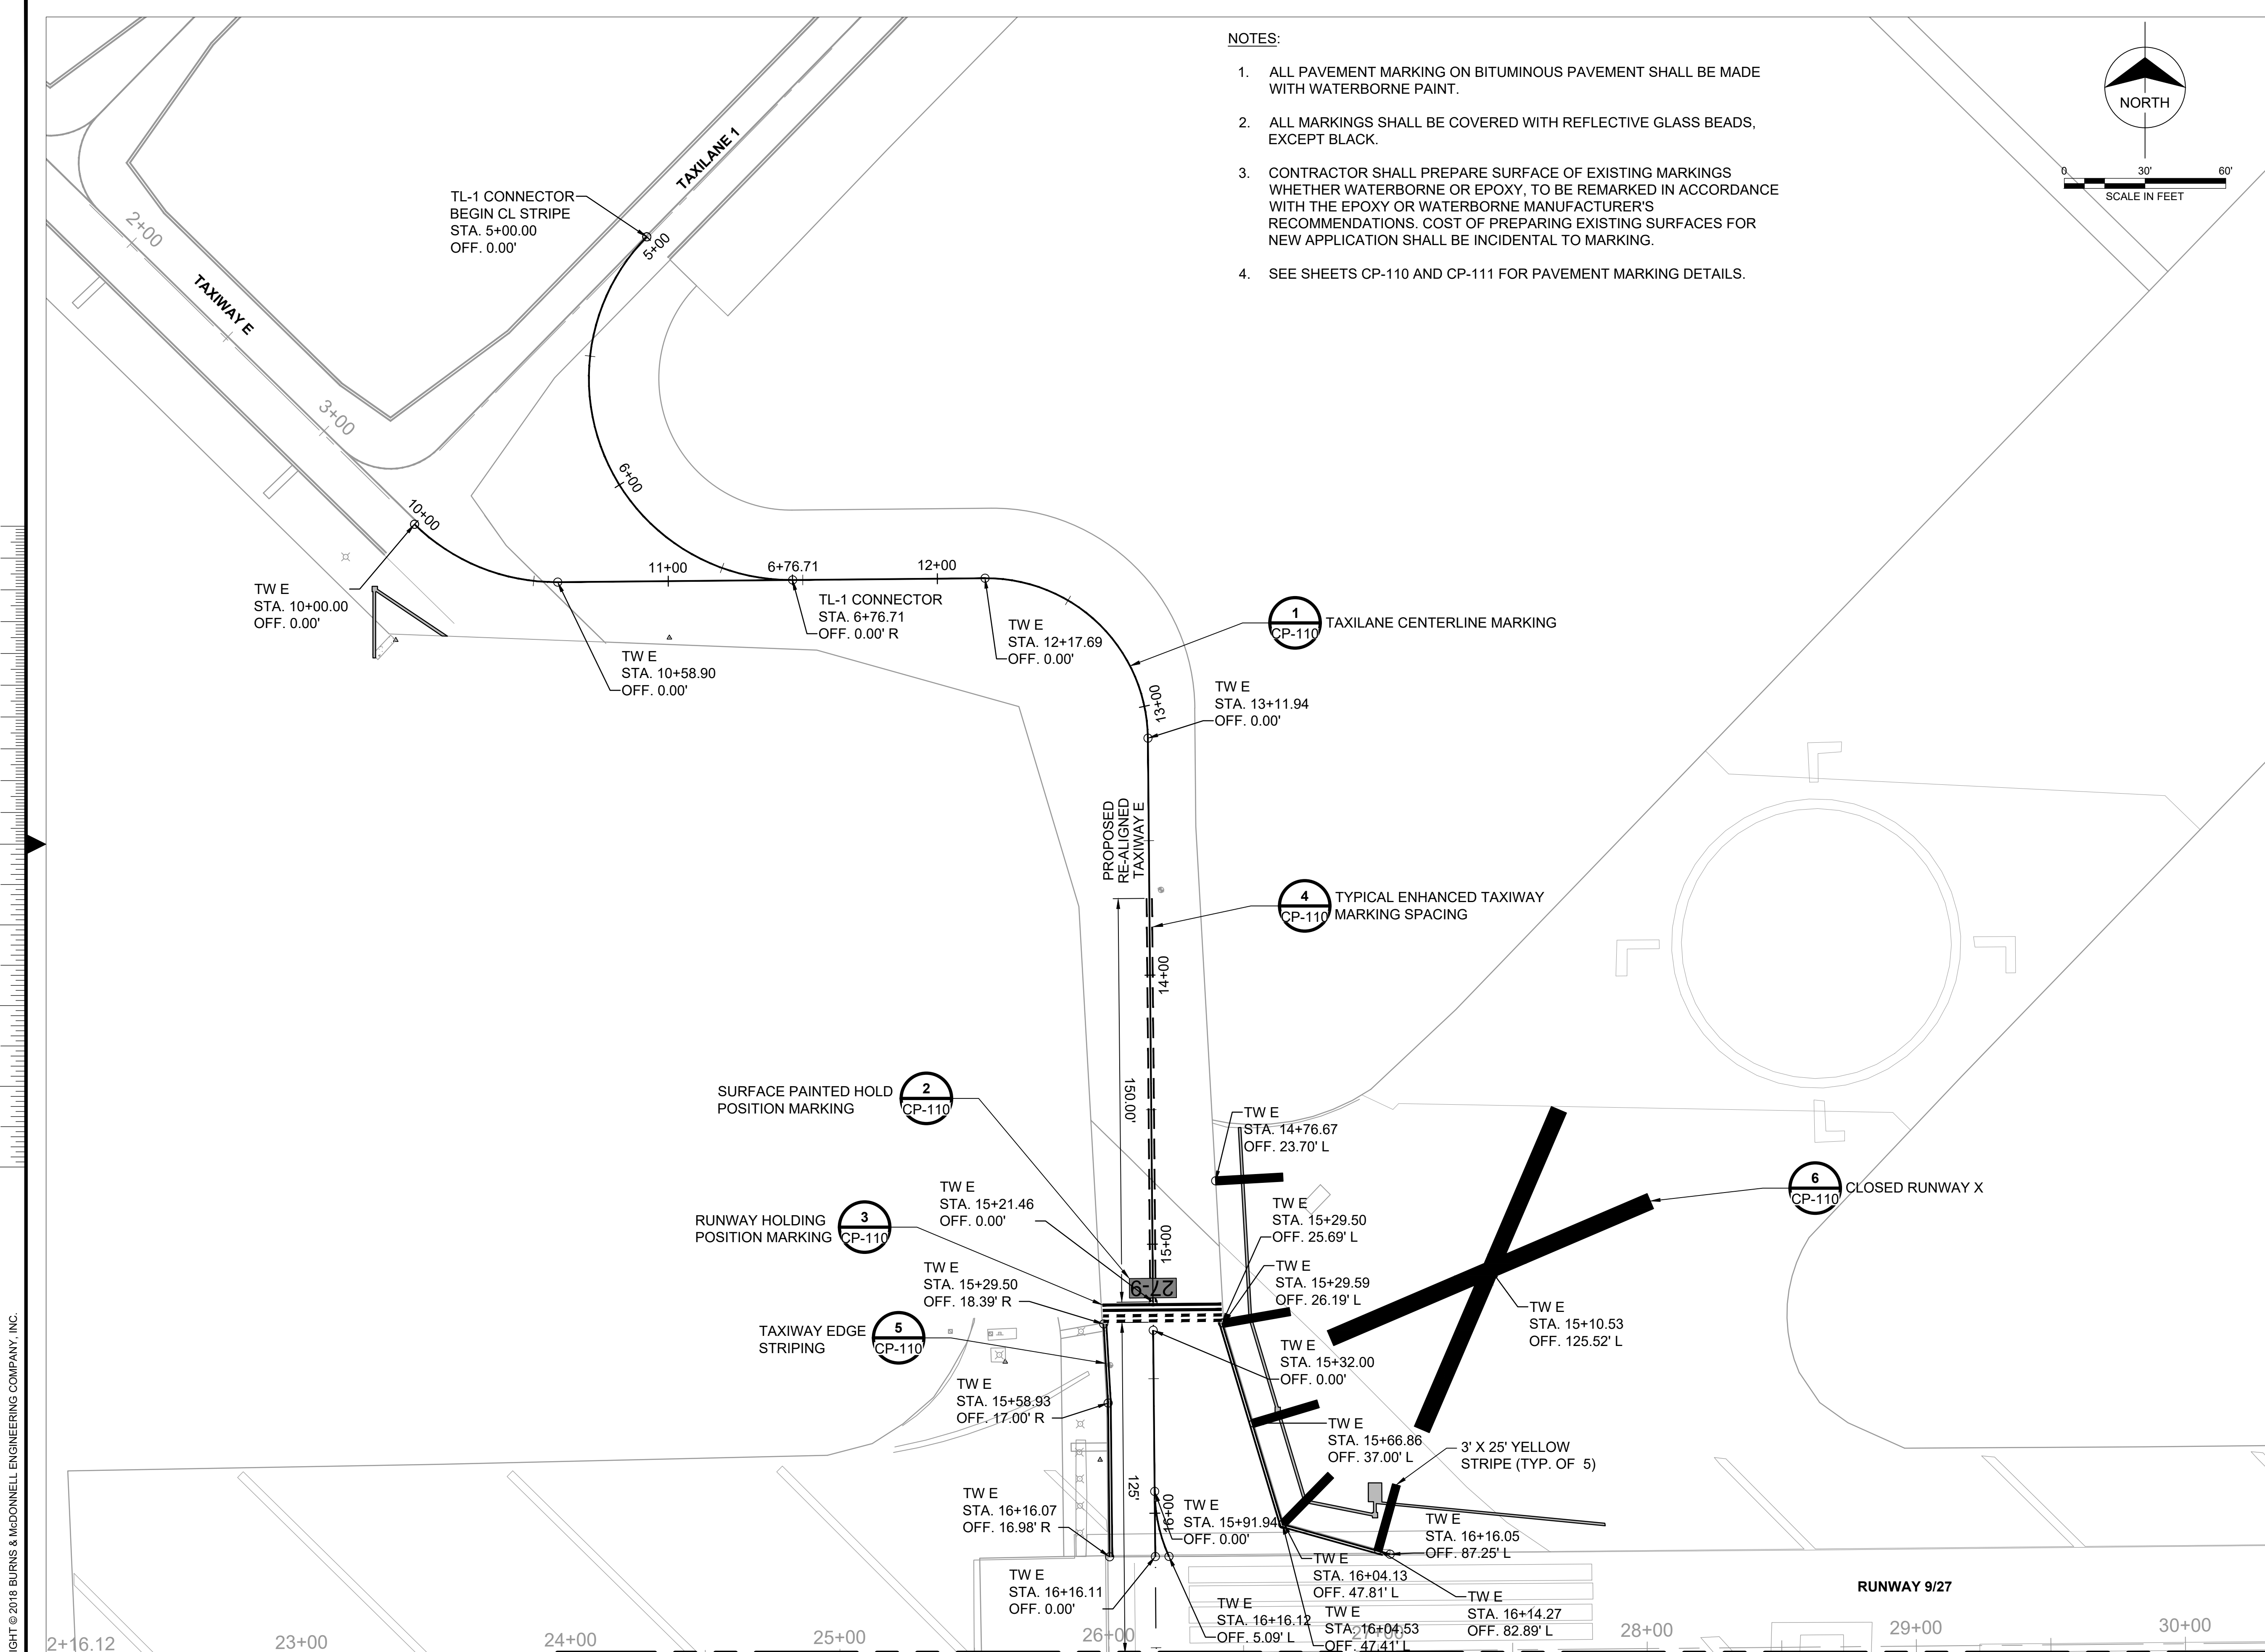 NOTES:
1. ALL PAVEMENT MARKING ON BITUMINOUS PAVEMENT SHALL BE MADE
WITH WATERBORNE PAINT.
2. ALL MARKINGS SHALL BE COVERED WITH REFLECTIVE GLASS BEADS,
EXCEPT BLACK.
3. CONTRACTOR SHALL PREPARE SURFACE OF EXISTING MARKINGS
WHETHER WATERBORNE OR EPOXY, TO BE REMARKED IN ACCORDANCE
WITH THE EPOXY OR WATERBORNE MANUFACTURER'S
RECOMMENDATIONS. COST OF PREPARING EXISTING SURFACES FOR
NEW APPLICATION SHALL BE INCIDENTAL TO MARKING.
4. SEE SHEETS CP-110 AND CP-111 FOR PAVEMENT MARKING DETAILS.
NORTH
0 30' 60'
SCALE IN FEET
TAXILANE 1
TL-1 CONNECTOR
BEGIN CL STRIPE
STA. 5+00.00
OFF. 0.00'
5+00
2+00
TAXIWAY E
3+00
6+00
10+00
11+00
6+76.71
12+00
TW E
STA. 10+00.00
OFF. 0.00'
TL-1 CONNECTOR
STA. 6+76.71
OFF. 0.00' R
TW E
STA. 10+58.90
OFF. 0.00'
TW E
STA. 12+17.69
OFF. 0.00'
1
CP-110
TAXILANE CENTERLINE MARKING
13+00
TW E
STA. 13+11.94
OFF. 0.00'
PROPOSED
RE-ALIGNED
TAXIWAY E
4
CP-110
TYPICAL ENHANCED TAXIWAY
MARKING SPACING
14+00
150.00'
SURFACE PAINTED HOLD
POSITION MARKING
2
CP-110
TW E
STA. 14+76.67
OFF. 23.70' L
6
CP-110
CLOSED RUNWAY X
TW E
STA. 15+21.46
OFF. 0.00'
RUNWAY HOLDING
POSITION MARKING
3
CP-110
15+00
TW E
STA. 15+29.50
OFF. 25.69' L
TW E
STA. 15+29.50
OFF. 18.39' R
27-9
TW E
STA. 15+29.59
OFF. 26.19' L
TW E
STA. 15+10.53
OFF. 125.52' L
TAXIWAY EDGE
STRIPING
5
CP-110
TW E
STA. 15+32.00
OFF. 0.00'
TW E
STA. 15+58.93
OFF. 17.00' R
TW E
STA. 15+66.86
OFF. 37.00' L
3' X 25' YELLOW
STRIPE (TYP. OF 5)
125'
TW E
STA. 16+16.07
OFF. 16.98' R
16+00
TW E
STA. 15+91.94
OFF. 0.00'
TW E
STA. 16+16.05
OFF. 87.25' L
TW E
STA. 16+16.11
OFF. 0.00'
TW E
STA. 16+04.13
OFF. 47.81' L
TW E
STA. 16+14.27
OFF. 82.89' L
TW E
STA. 16+16.12
OFF. 5.09' L
TW E
STA. 16+04.53
OFF. 47.41' L
RUNWAY 9/27
2+16.12
23+00
24+00
25+00
26+00
27+00
28+00
29+00
30+00
IGHT © 2018 BURNS & McDONNELL ENGINEERING COMPANY, INC.